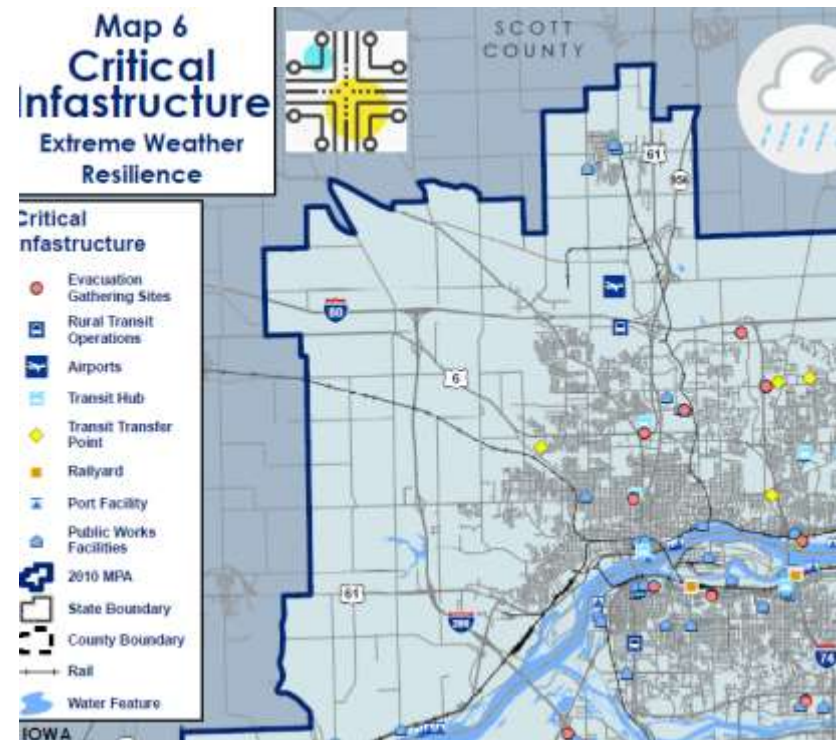 Map 6
Critical
Infastructure
Extreme Weather
Resilience
SCOTT
COUNTY
61
956
80
6
61
280
74
Critical
Infastructure
Evacuation
Gathering Sites
Rural Transit
Operations
Airports
Transit Hub
Transit Transfer
Point
Railyard
Port Facility
Public Works
Facilities
2010 MPA
State Boundary
County Boundary
Rail
Water Feature
IOWA